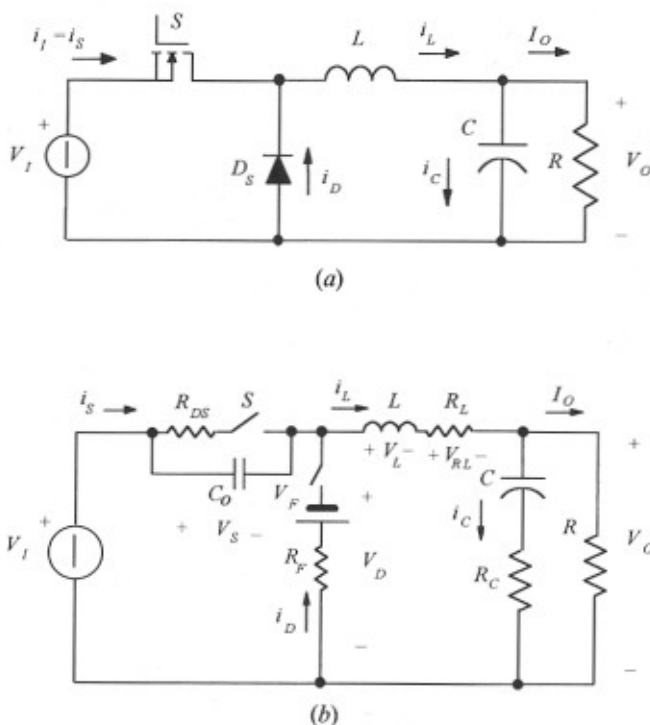 i_I = i_S
S
L
i_L
I_O
+
V_I
D_S
i_D
i_C
C
R
+
V_O
−
(a)
i_S
R_DS
S
i_L
L
R_L
I_O
+ V_L −
+ V_RL −
C_o
+ V_S −
V_F
+
V_I
R_F
V_D
i_D
−
+
C
i_C
R_C
R
+
V_O
−
(b)